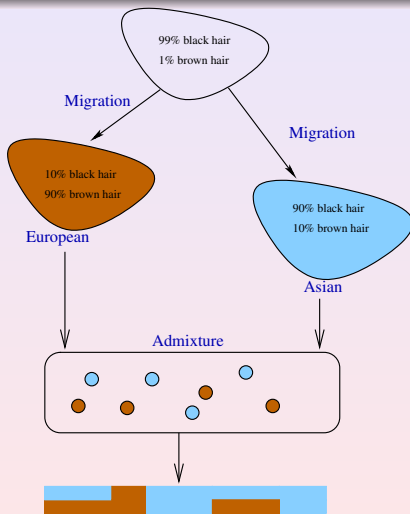 99% black hair
1% brown hair
Migration
Migration
10% black hair
90% brown hair
European
90% black hair
10% brown hair
Asian
Admixture